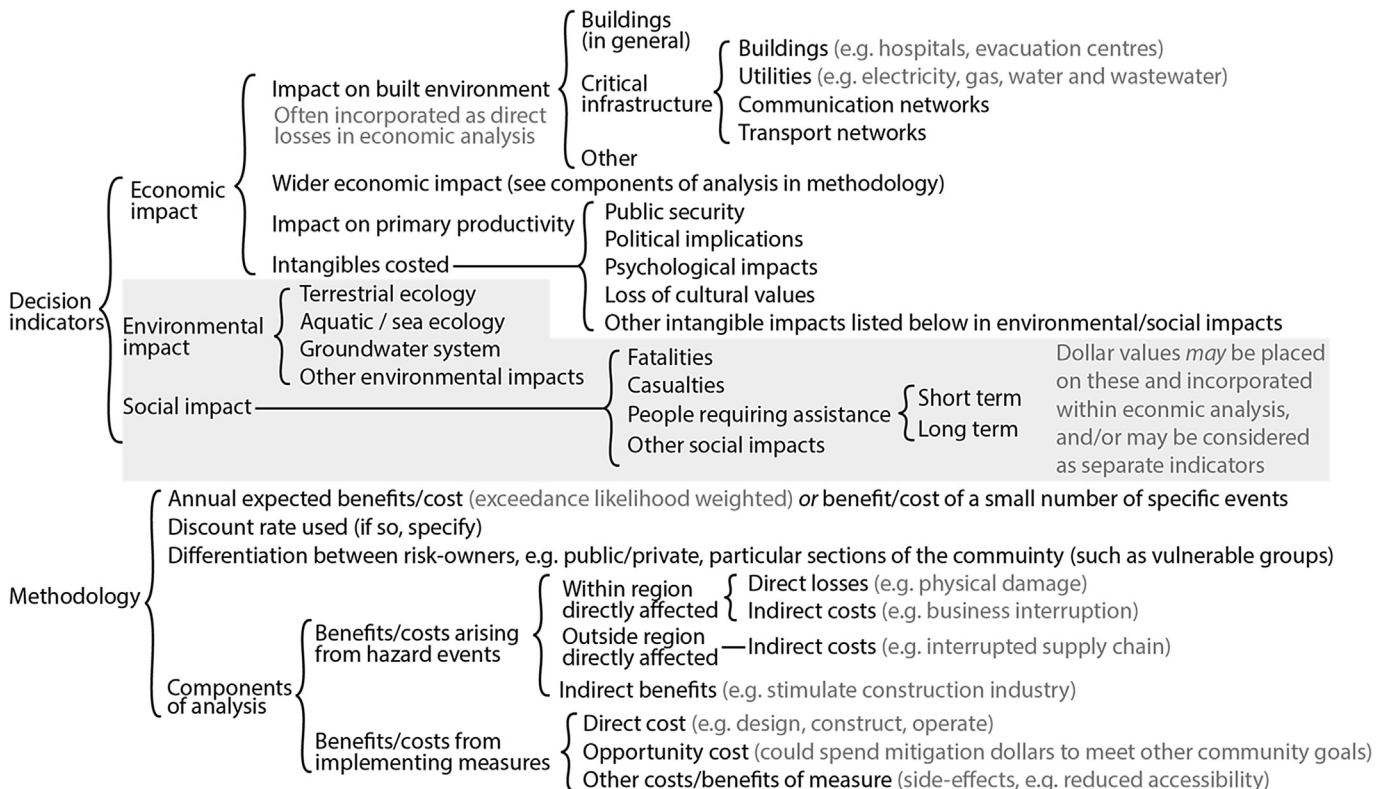 Decision
indicators
Economic
impact
Impact on built environment
Often incorporated as direct
losses in economic analysis
Buildings
(in general)
Critical
infrastructure
Buildings (e.g. hospitals, evacuation centres)
Utilities (e.g. electricity, gas, water and wastewater)
Communication networks
Transport networks
Other
Wider economic impact (see components of analysis in methodology)
Impact on primary productivity
Intangibles costed
Public security
Political implications
Psychological impacts
Loss of cultural values
Other intangible impacts listed below in environmental/social impacts
Environmental
impact
Terrestrial ecology
Aquatic / sea ecology
Groundwater system
Other environmental impacts
Social impact
Fatalities
Casualties
People requiring assistance
Short term
Long term
Other social impacts
Dollar values may be placed
on these and incorporated
within econmic analysis,
and/or may be considered
as separate indicators
Methodology
Annual expected benefits/cost (exceedance likelihood weighted) or benefit/cost of a small number of specific events
Discount rate used (if so, specify)
Differentiation between risk-owners, e.g. public/private, particular sections of the commuinty (such as vulnerable groups)
Components
of analysis
Benefits/costs arising
from hazard events
Within region
directly affected
Direct losses (e.g. physical damage)
Indirect costs (e.g. business interruption)
Outside region
directly affected
Indirect costs (e.g. interrupted supply chain)
Indirect benefits (e.g. stimulate construction industry)
Benefits/costs from
implementing measures
Direct cost (e.g. design, construct, operate)
Opportunity cost (could spend mitigation dollars to meet other community goals)
Other costs/benefits of measure (side-effects, e.g. reduced accessibility)